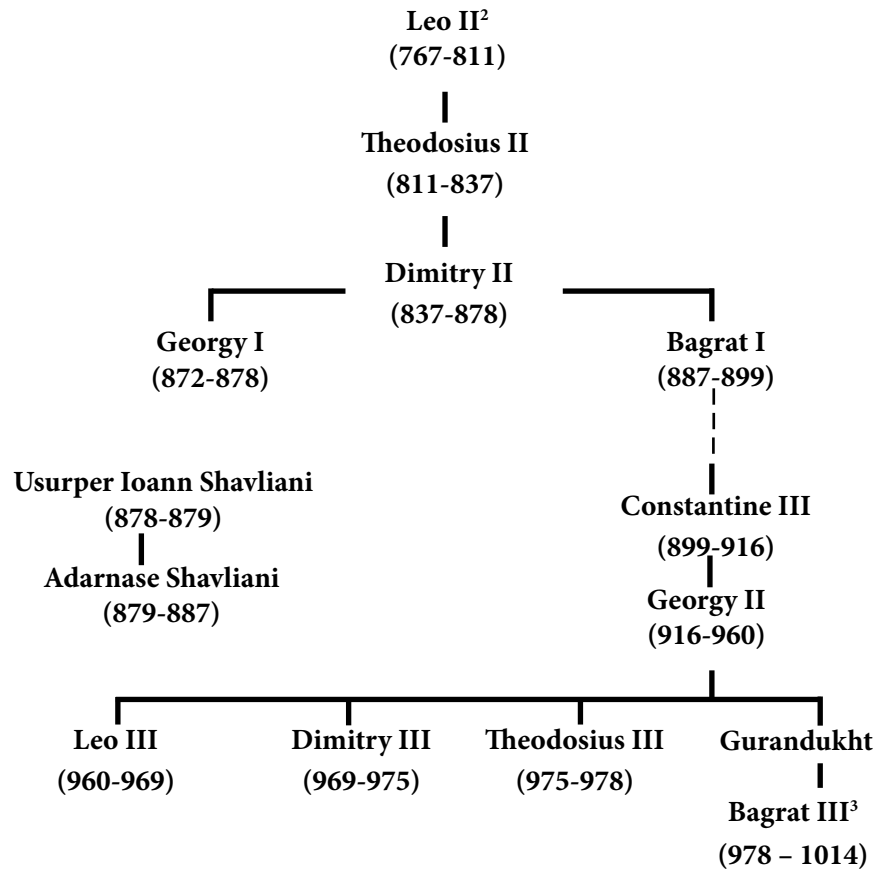 Leo II²
(767-811)
Theodosius II
(811-837)
Dimitry II
(837-878)
Georgy I
(872-878)
Bagrat I
(887-899)
Usurper Ioann Shavliani
(878-879)
Adarnase Shavliani
(879-887)
Constantine III
(899-916)
Georgy II
(916-960)
Leo III
(960-969)
Dimitry III
(969-975)
Theodosius III
(975-978)
Gurandukht
Bagrat III³
(978 – 1014)